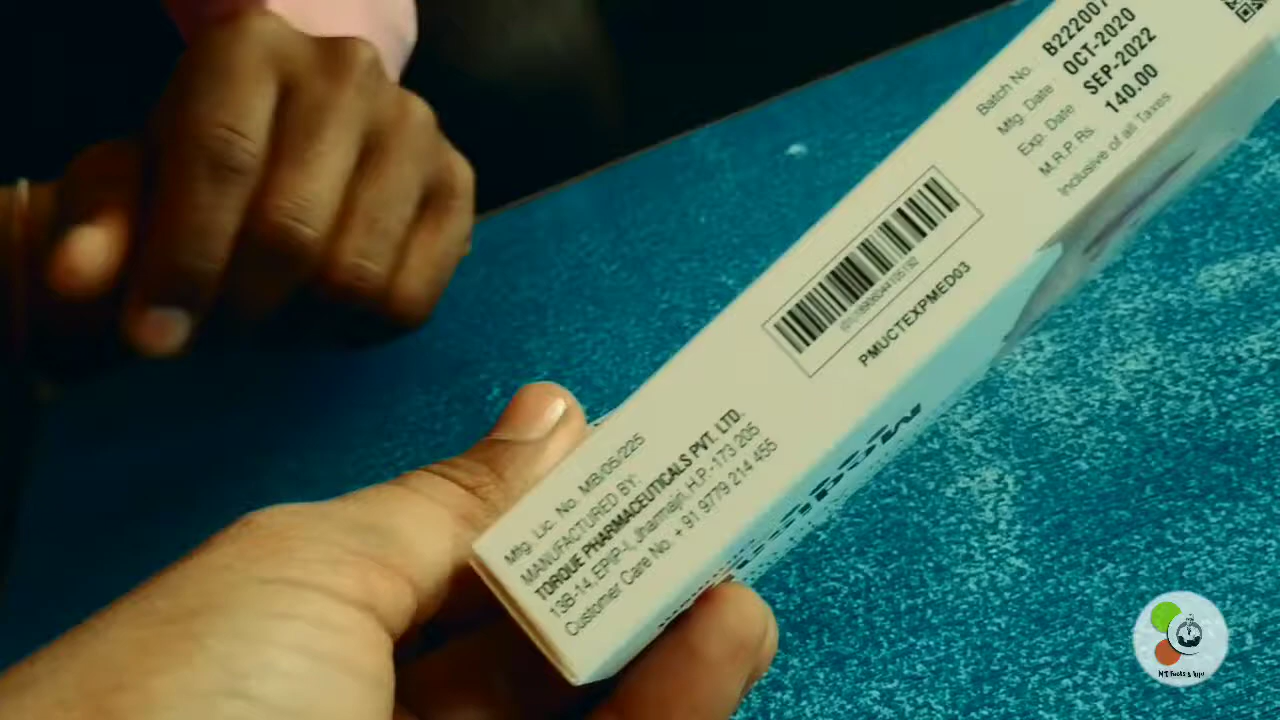 Batch No. : B222001
Mfg. Date OCT-2020
Exp. Date SEP-2022
M.R.P. Rs. 140.00
Inclusive of all Taxes
PMUCTEXPMED03
Mfg. Lic. No. MB/05/225
MANUFACTURED BY:
TORQUE PHARMACEUTICALS PVT. LTD.
13B-14, EPIP-I, Jharmajri, H.P.- 173 205
Customer Care No.: + 91 9779 214 455